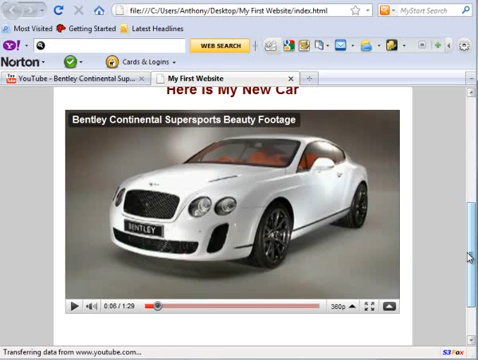 file:///C:/Users/Anthony/Desktop/My First Website/index.html
MyStart Search
Most Visited Getting Started Latest Headlines
Y! WEB SEARCH
Norton Cards & Logins
YouTube - Bentley Continental Sup... My First Website
Here Is My New Car
Bentley Continental Supersports Beauty Footage
BENTLEY
0:06 / 1:29 360p
Transferring data from www.youtube.com... S3Fox